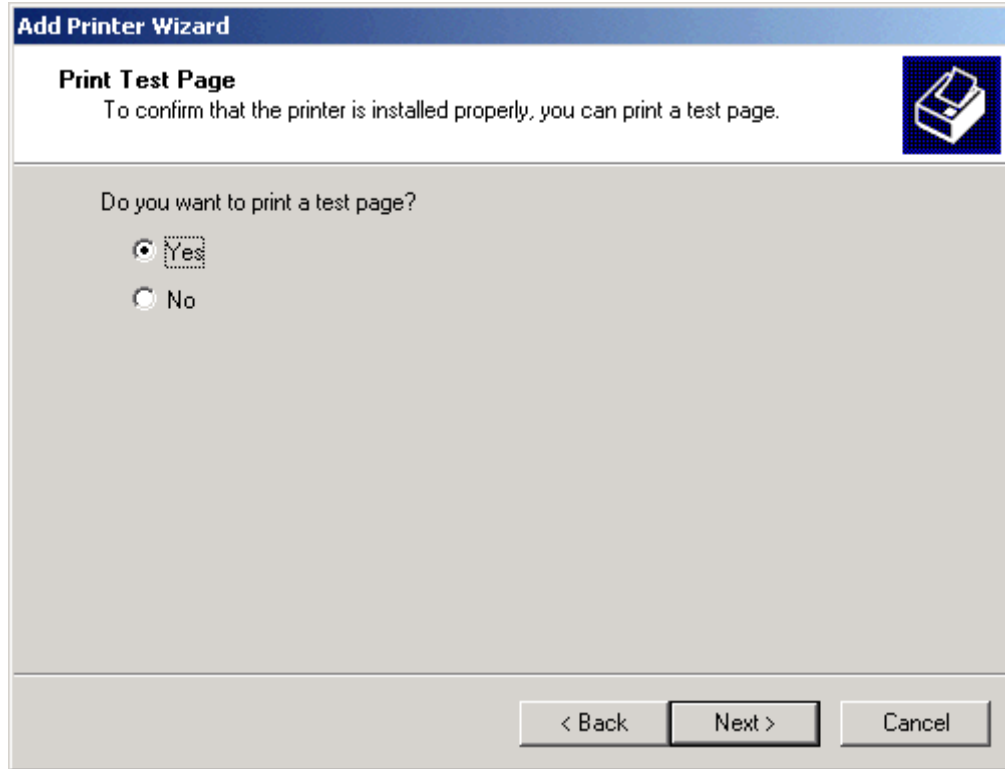 Add Printer Wizard
Print Test Page
To confirm that the printer is installed properly, you can print a test page.
Do you want to print a test page?
Yes
No
< Back Next > Cancel